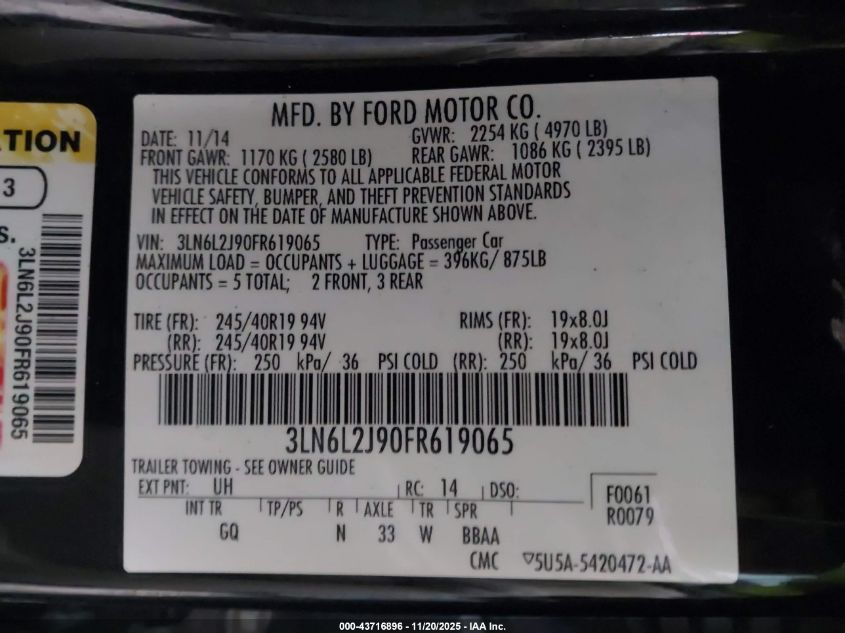 ATION
3
S.
3LN6L2J90FR619065
MFD. BY FORD MOTOR CO.
DATE: 11/14 GVWR: 2254 KG ( 4970 LB)
FRONT GAWR: 1170 KG ( 2580 LB) REAR GAWR: 1086 KG ( 2395 LB)
THIS VEHICLE CONFORMS TO ALL APPLICABLE FEDERAL MOTOR
VEHICLE SAFETY, BUMPER, AND THEFT PREVENTION STANDARDS
IN EFFECT ON THE DATE OF MANUFACTURE SHOWN ABOVE.
VIN: 3LN6L2J90FR619065 TYPE: Passenger Car
MAXIMUM LOAD = OCCUPANTS + LUGGAGE = 396KG/ 875LB
OCCUPANTS = 5 TOTAL; 2 FRONT, 3 REAR
TIRE (FR): 245/40R19 94V RIMS (FR): 19x8.0J
(RR): 245/40R19 94V (RR): 19x8.0J
PRESSURE (FR): 250 kPa/ 36 PSI COLD (RR): 250 kPa/ 36 PSI COLD
3LN6L2J90FR619065
TRAILER TOWING - SEE OWNER GUIDE
EXT PNT: UH RC: 14 DSO: F0061
INT TR TP/PS R AXLE TR SPR R0079
GQ N 33 W BBAA
CMC ▽5U5A-5420472-AA
000-43716896 - 11/20/2025 - IAA Inc.